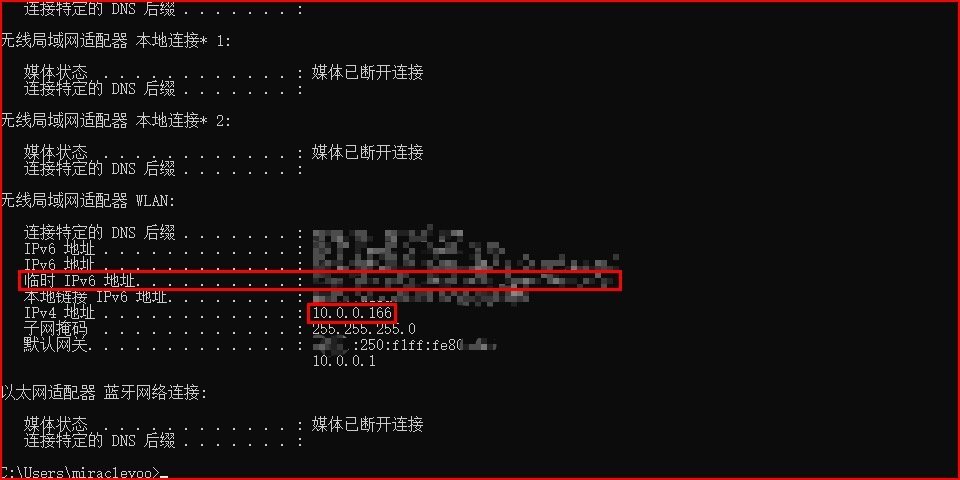 连接特定的 DNS 后缀 . . . . . . . :
无线局域网适配器 本地连接* 1:
媒体状态 . . . . . . . . . . . . : 媒体已断开连接
连接特定的 DNS 后缀 . . . . . . . :
无线局域网适配器 本地连接* 2:
媒体状态 . . . . . . . . . . . . : 媒体已断开连接
连接特定的 DNS 后缀 . . . . . . . :
无线局域网适配器 WLAN:
连接特定的 DNS 后缀 . . . . . . . :
IPv6 地址 . . . . . . . . . . . . :
IPv6 地址 . . . . . . . . . . . . :
临时 IPv6 地址. . . . . . . . . . :
本地链接 IPv6 地址. . . . . . . . :
IPv4 地址 . . . . . . . . . . . . : 10.0.0.166
子网掩码 . . . . . . . . . . . . : 255.255.255.0
默认网关. . . . . . . . . . . . . : :250:f1ff:fe80
10.0.0.1
以太网适配器 蓝牙网络连接:
媒体状态 . . . . . . . . . . . . : 媒体已断开连接
连接特定的 DNS 后缀 . . . . . . . :
C:\Users\miracleyoo>_